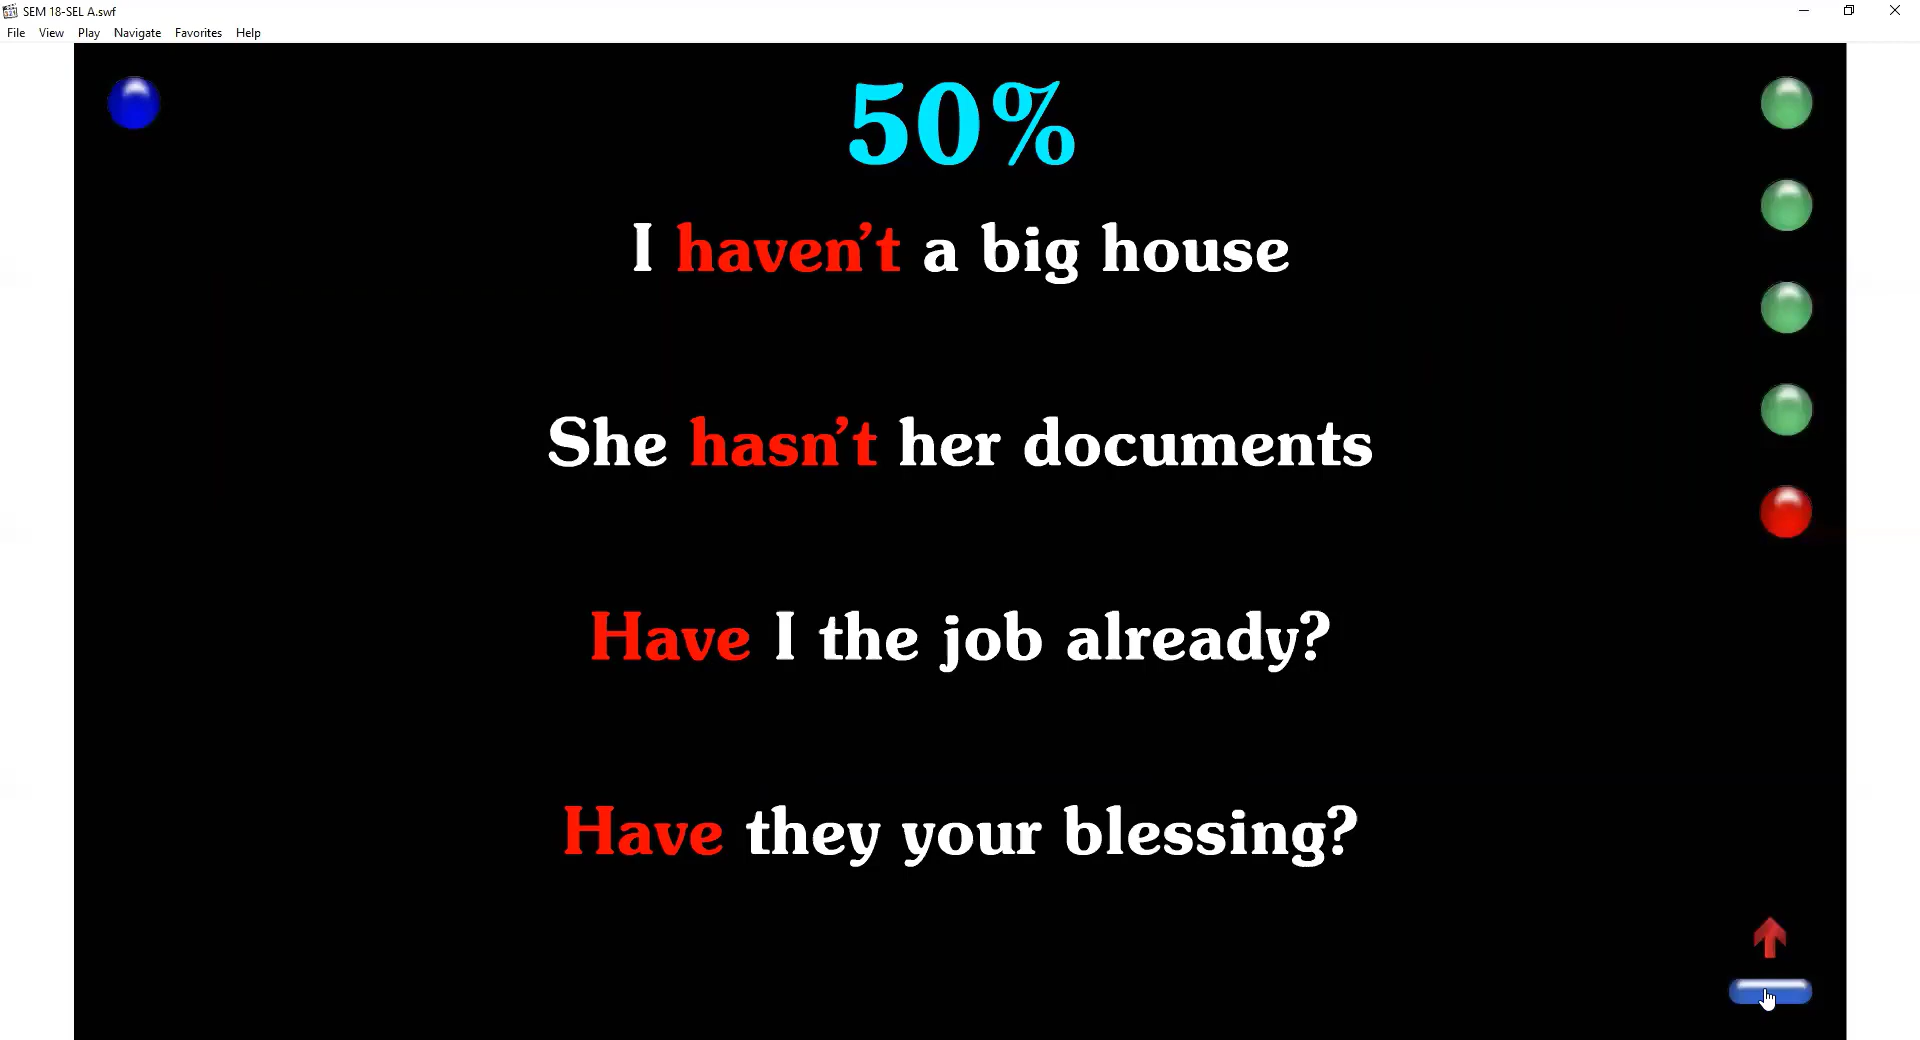 SEM 18-SEL A.swf
File View Play Navigate Favorites Help
50%
I haven’t a big house
She hasn’t her documents
Have I the job already?
Have they your blessing?